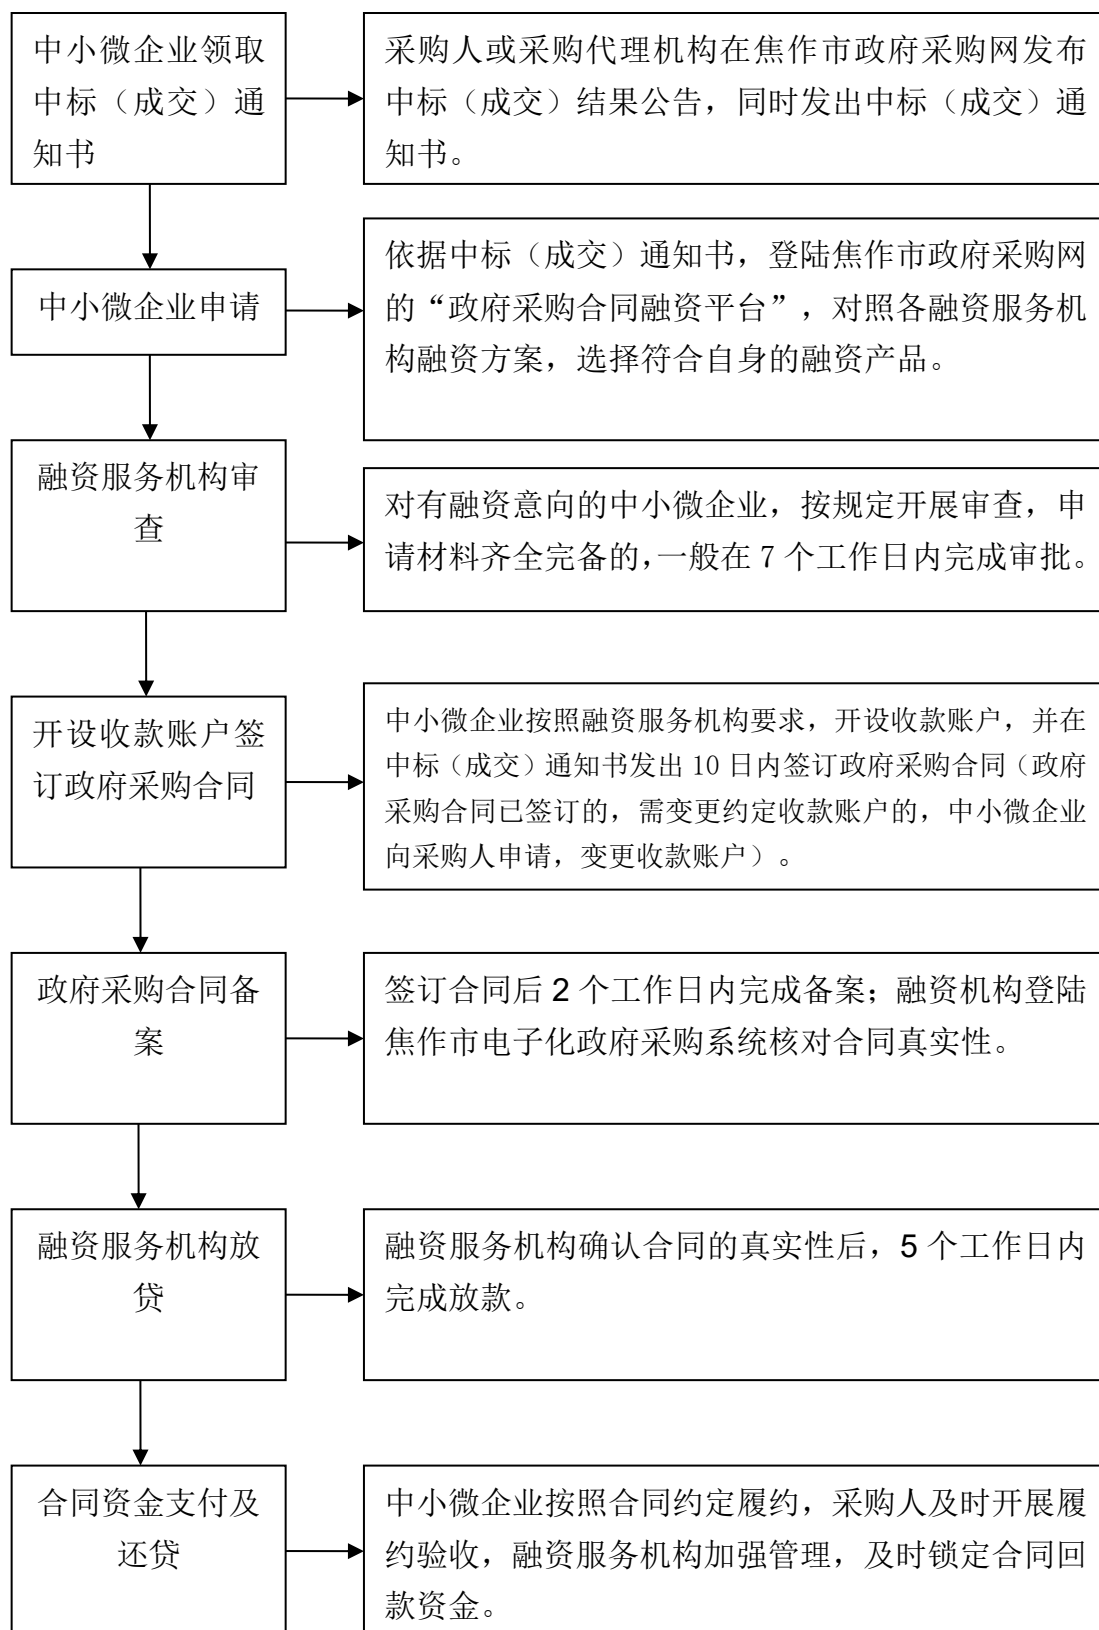 中小微企业领取
中标（成交）通
知书
采购人或采购代理机构在焦作市政府采购网发布
中标（成交）结果公告，同时发出中标（成交）通
知书。
中小微企业申请
依据中标（成交）通知书，登陆焦作市政府采购网
的“政府采购合同融资平台”，对照各融资服务机
构融资方案，选择符合自身的融资产品。
融资服务机构审
查
对有融资意向的中小微企业，按规定开展审查，申
请材料齐全完备的，一般在 7 个工作日内完成审批。
开设收款账户签
订政府采购合同
中小微企业按照融资服务机构要求，开设收款账户，并在
中标（成交）通知书发出 10 日内签订政府采购合同（政府
采购合同已签订的，需变更约定收款账户的，中小微企业
向采购人申请，变更收款账户）。
政府采购合同备
案
签订合同后 2 个工作日内完成备案；融资机构登陆
焦作市电子化政府采购系统核对合同真实性。
融资服务机构放
贷
融资服务机构确认合同的真实性后，5 个工作日内
完成放款。
合同资金支付及
还贷
中小微企业按照合同约定履约，采购人及时开展履
约验收，融资服务机构加强管理，及时锁定合同回
款资金。